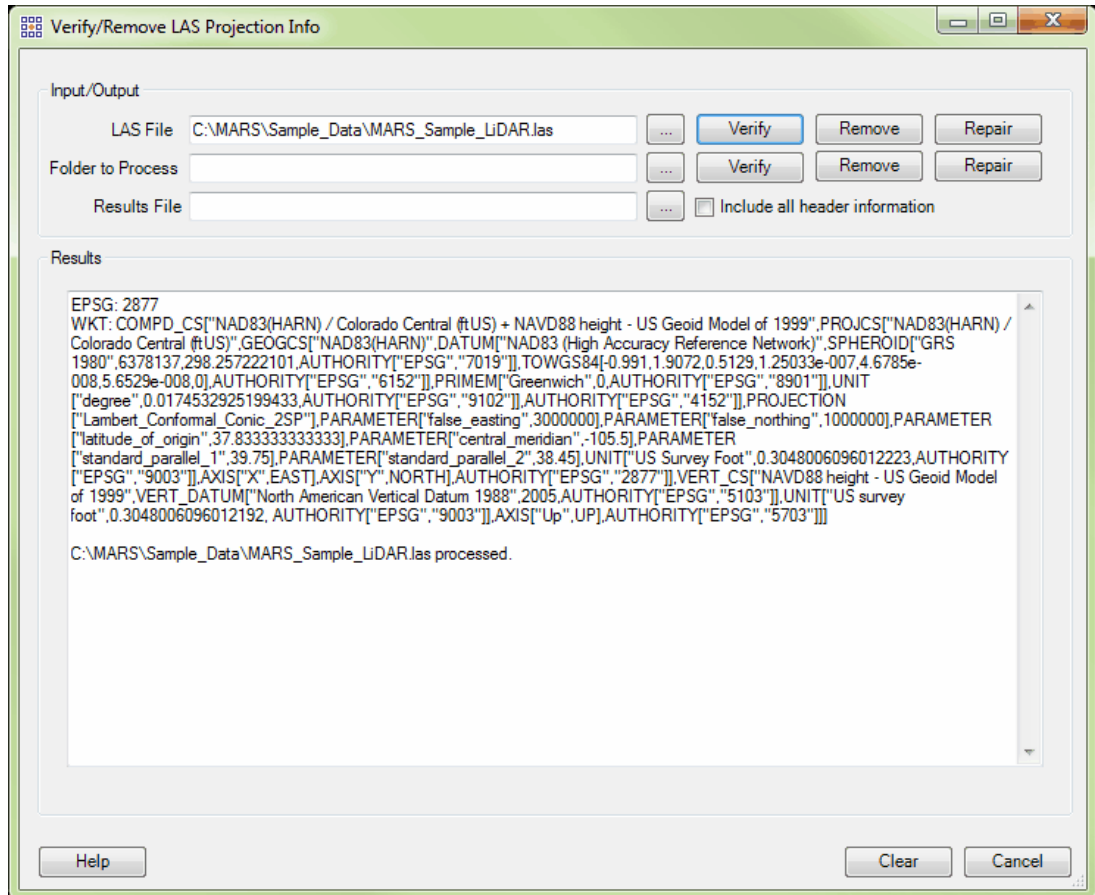 Verify/Remove LAS Projection Info
Input/Output
LAS File C:\MARS\Sample_Data\MARS_Sample_LiDAR.las ... Verify Remove Repair
Folder to Process ... Verify Remove Repair
Results File ... Include all header information
Results
EPSG: 2877
WKT: COMPD_CS["NAD83(HARN) / Colorado Central (ftUS) + NAVD88 height - US Geoid Model of 1999",PROJCS["NAD83(HARN) /
Colorado Central (ftUS)",GEOGCS["NAD83(HARN)",DATUM["NAD83 (High Accuracy Reference Network)",SPHEROID["GRS
1980",6378137,298.257222101,AUTHORITY["EPSG","7019"]],TOWGS84[-0.991,1.9072,0.5129,1.25033e-007,4.6785e-
008,5.6529e-008,0],AUTHORITY["EPSG","6152"]],PRIMEM["Greenwich",0,AUTHORITY["EPSG","8901"]],UNIT
["degree",0.0174532925199433,AUTHORITY["EPSG","9102"]],AUTHORITY["EPSG","4152"]],PROJECTION
["Lambert_Conformal_Conic_2SP"],PARAMETER["false_easting",3000000],PARAMETER["false_northing",1000000],PARAMETER
["latitude_of_origin",37.833333333333],PARAMETER["central_meridian",-105.5],PARAMETER
["standard_parallel_1",39.75],PARAMETER["standard_parallel_2",38.45],UNIT["US Survey Foot",0.3048006096012223,AUTHORITY
["EPSG","9003"]],AXIS["X",EAST],AXIS["Y",NORTH],AUTHORITY["EPSG","2877"]],VERT_CS["NAVD88 height - US Geoid Model
of 1999",VERT_DATUM["North American Vertical Datum 1988",2005,AUTHORITY["EPSG","5103"]],UNIT["US survey
foot",0.3048006096012192, AUTHORITY["EPSG","9003"]],AXIS["Up",UP],AUTHORITY["EPSG","5703"]]]
C:\MARS\Sample_Data\MARS_Sample_LiDAR.las processed.
Help Clear Cancel